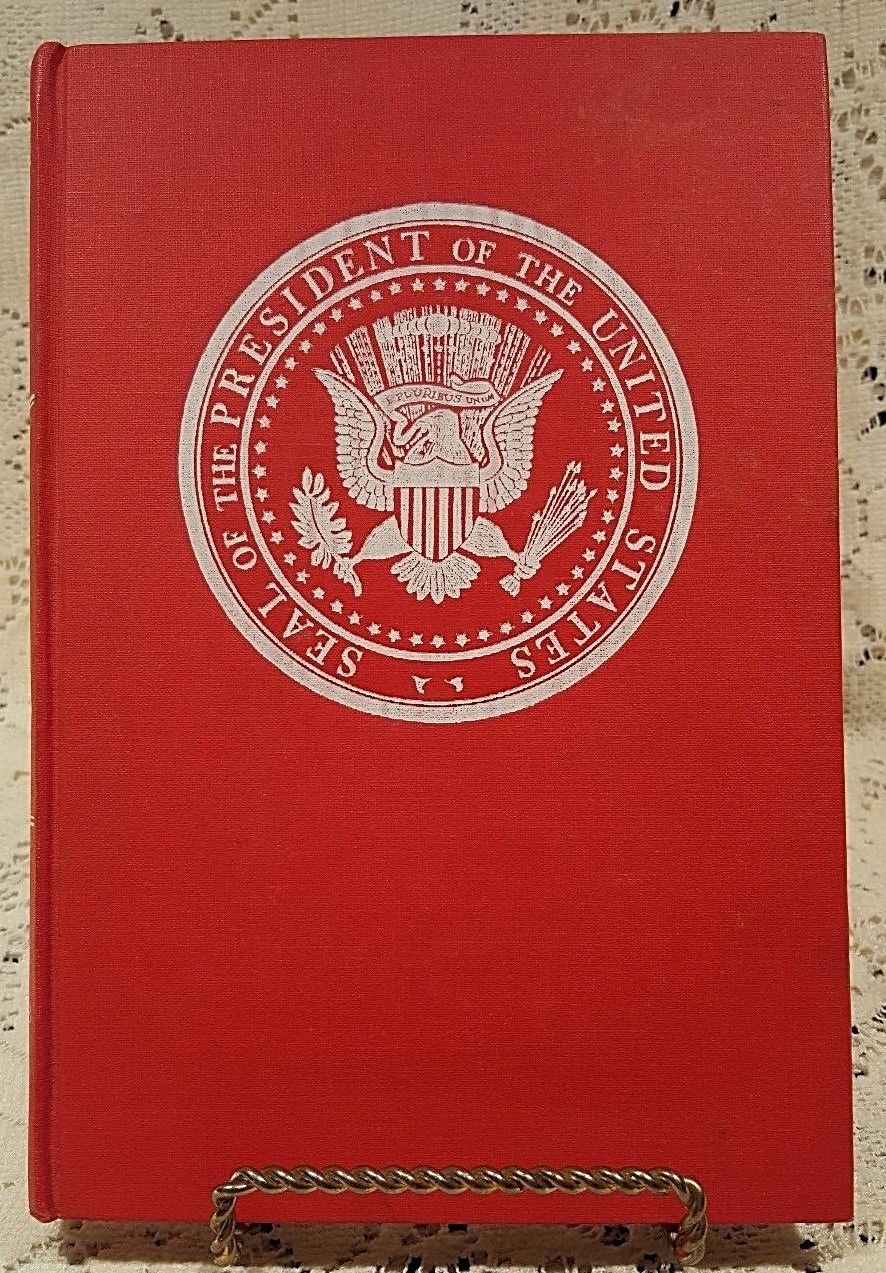 SEAL OF THE PRESIDENT OF THE UNITED STATES
E PLURIBUS UNUM